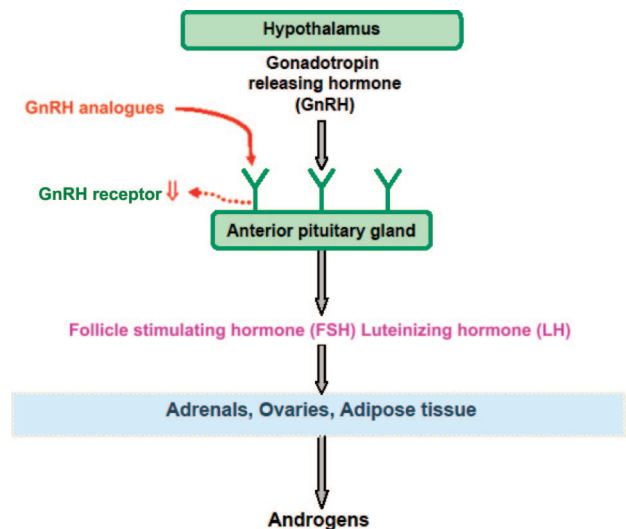 Hypothalamus
Gonadotropin
releasing hormone
(GnRH)
GnRH analogues
GnRH receptor
Anterior pituitary gland
Follicle stimulating hormone (FSH) Luteinizing hormone (LH)
Adrenals, Ovaries, Adipose tissue
Androgens